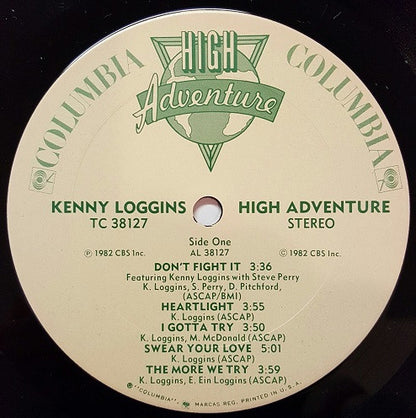 COLUMBIA
HIGH
Adventure
COLUMBIA
KENNY LOGGINS HIGH ADVENTURE
TC 38127 STEREO
Side One
℗ 1982 CBS Inc. AL 38127 © 1982 CBS Inc.
DON'T FIGHT IT 3:36
Featuring Kenny Loggins with Steve Perry
K. Loggins, S. Perry, D. Pitchford,
(ASCAP/BMI)
HEARTLIGHT 3:55
K. Loggins (ASCAP)
I GOTTA TRY 3:50
K. Loggins, M. McDonald (ASCAP)
SWEAR YOUR LOVE 5:01
K. Loggins (ASCAP)
THE MORE WE TRY 3:59
K. Loggins, E. Ein Loggins (ASCAP)
"COLUMBIA", MARCAS REG. PRINTED IN U.S.A.